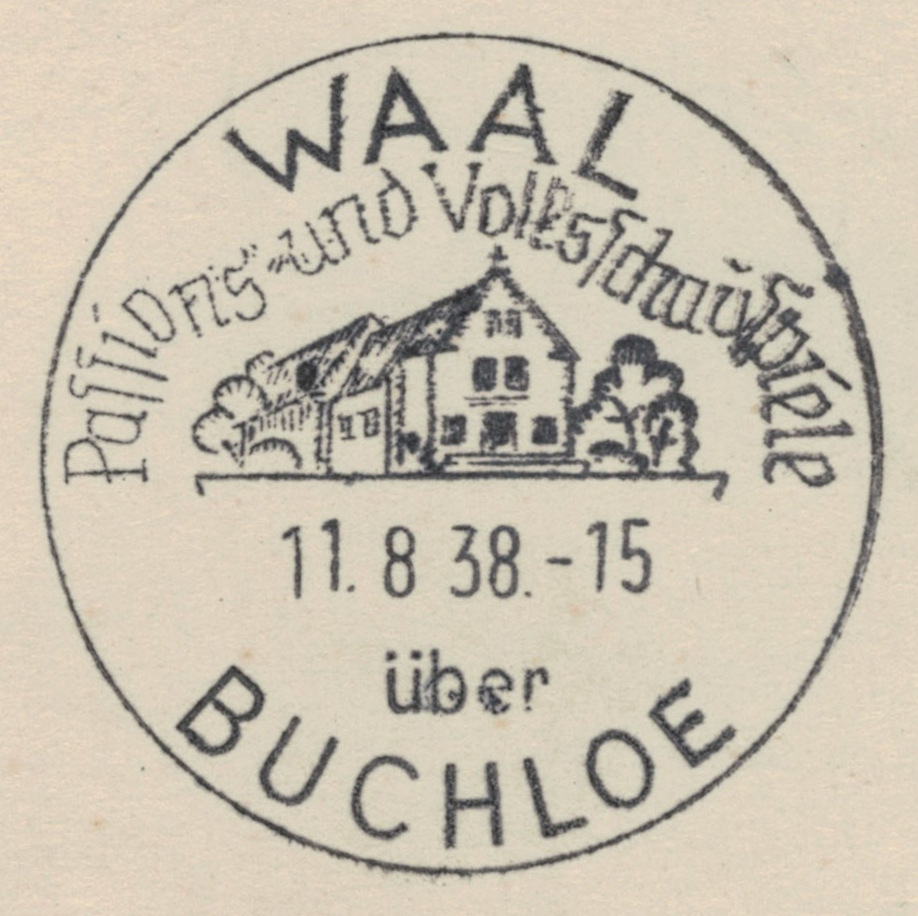 WAAL
Passions- und Volksschauspiele
11.8 38.-15
über
BUCHLOE